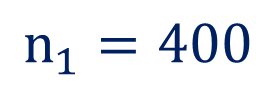 n₁ = 400